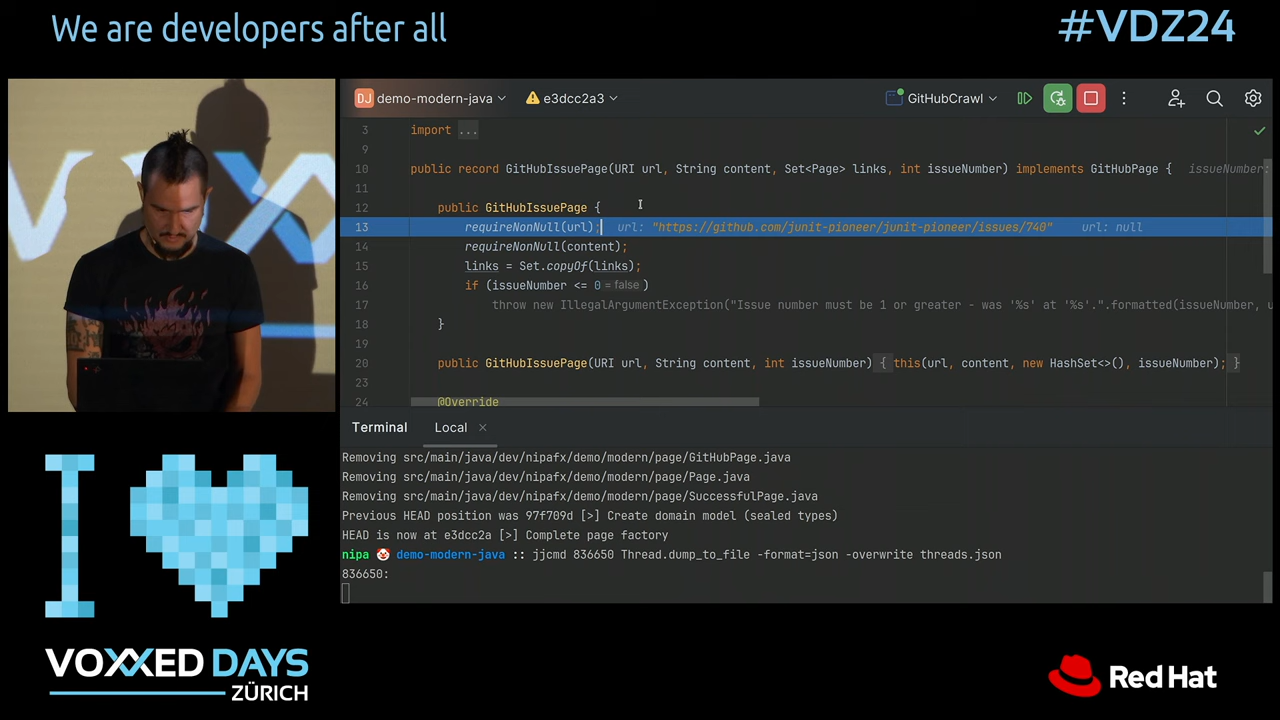 We are developers after all
#VDZ24
DJ demo-modern-java
e3dcc2a3
GitHubCrawl
3 import ...
9
10 public record GitHubIssuePage(URI url, String content, Set<Page> links, int issueNumber) implements GitHubPage { issueNumber:
11
12 public GitHubIssuePage {
13 requireNonNull(url); url: "https://github.com/junit-pioneer/junit-pioneer/issues/740" url: null
14 requireNonNull(content);
15 links = Set.copyOf(links);
16 if (issueNumber <= 0 = false )
17 throw new IllegalArgumentException("Issue number must be 1 or greater - was '%s' at '%s'.".formatted(issueNumber, u
18 }
19
20 public GitHubIssuePage(URI url, String content, int issueNumber) { this(url, content, new HashSet<>(), issueNumber); }
23
24 @Override
Terminal
Local
Removing src/main/java/dev/nipafx/demo/modern/page/GitHubPage.java
Removing src/main/java/dev/nipafx/demo/modern/page/Page.java
Removing src/main/java/dev/nipafx/demo/modern/page/SuccessfulPage.java
Previous HEAD position was 97f709d [>] Create domain model (sealed types)
HEAD is now at e3dcc2a [>] Complete page factory
nipa 🤡 demo-modern-java :: jjcmd 836650 Thread.dump_to_file -format=json -overwrite threads.json
836650:
I
VOXXED DAYS
ZÜRICH
Red Hat